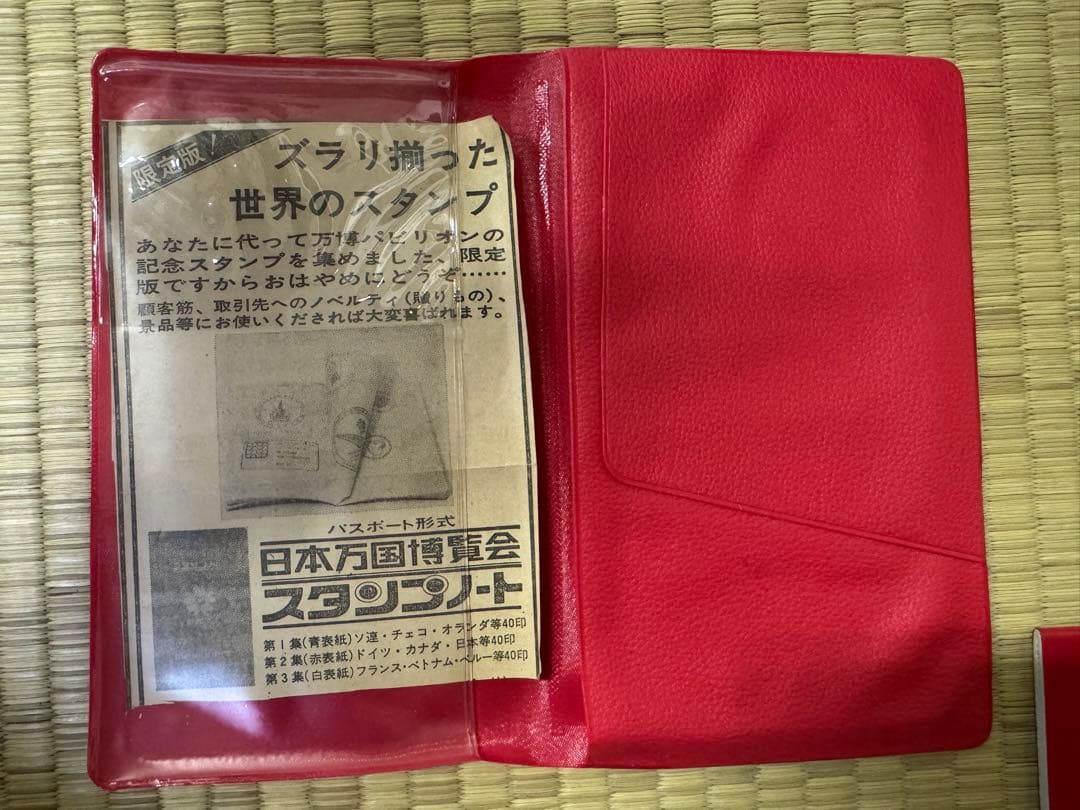 限定版
ズラリ揃った
世界のスタンプ
あなたに代って万博パビリオンの
記念スタンプを集めました、限定
版ですからおはやめにどうぞ……
顧客筋、取引先へのノベルティ(贈りもの)、
景品等にお使いくだされば大変喜ばれます。
パスポート形式
日本万国博覧会
スタンプノート
第1集(青表紙)ソ連・チェコ・オランダ等40印
第2集(赤表紙)ドイツ・カナダ・日本等40印
第3集(白表紙)フランス・ベトナム・ペルー等40印